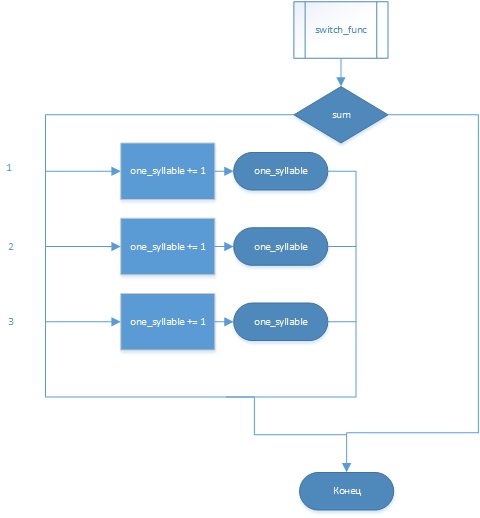 switch_func
sum
1
one_syllable += 1
one_syllable
2
one_syllable += 1
one_syllable
3
one_syllable += 1
one_syllable
Конец